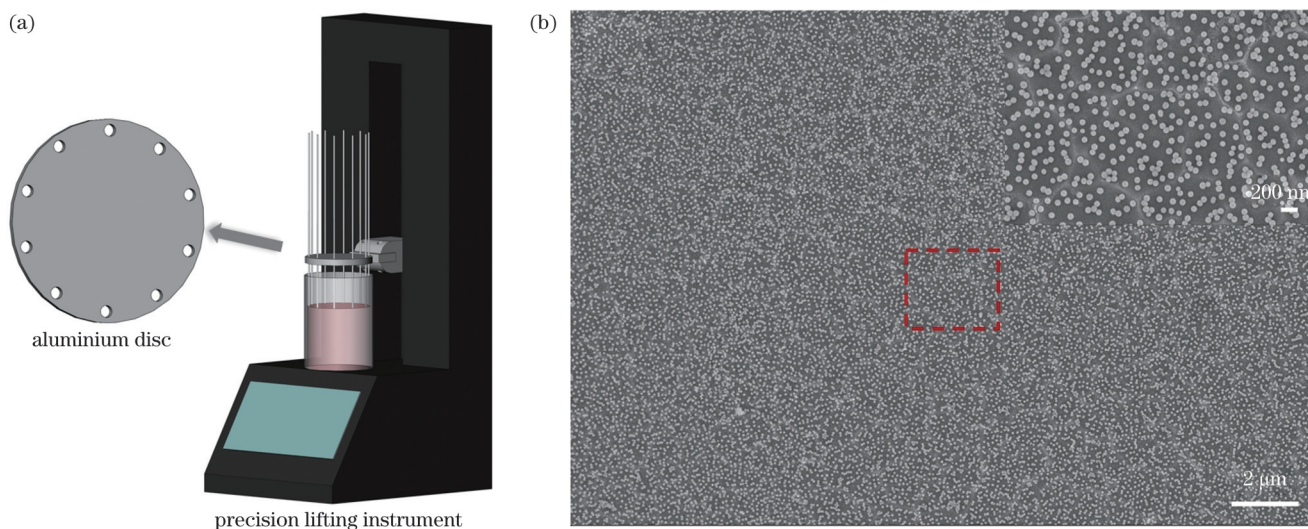 (a)
(b)
200 nm
aluminium disc
2 μm
precision lifting instrument